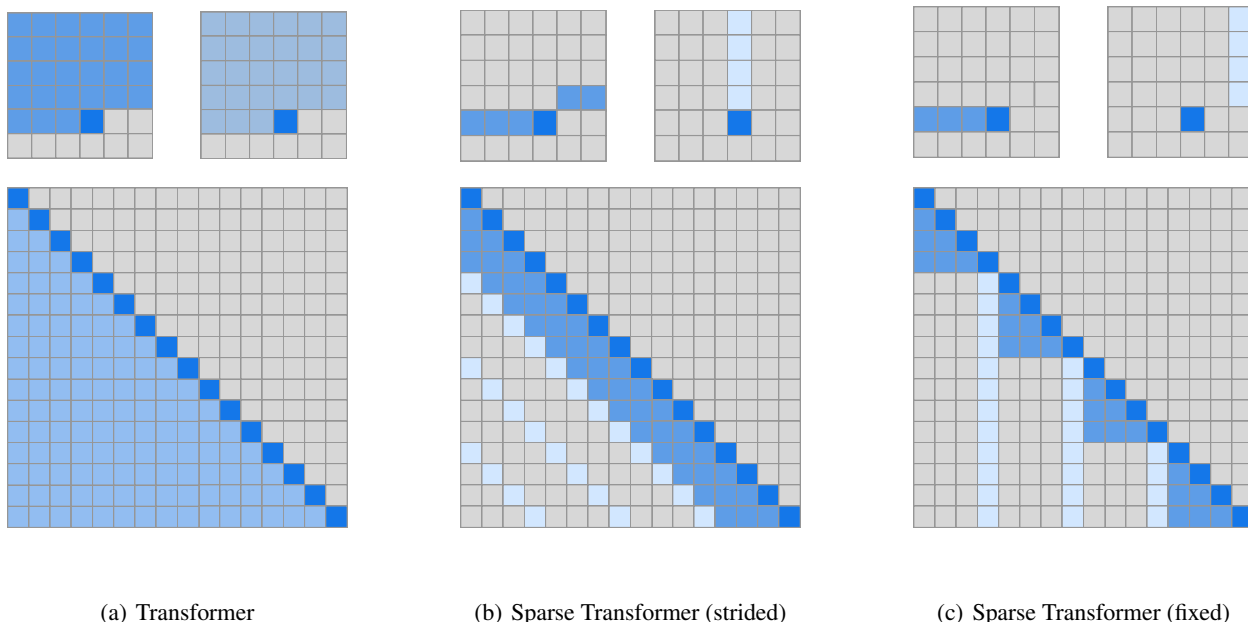 (a) Transformer
(b) Sparse Transformer (strided)
(c) Sparse Transformer (fixed)